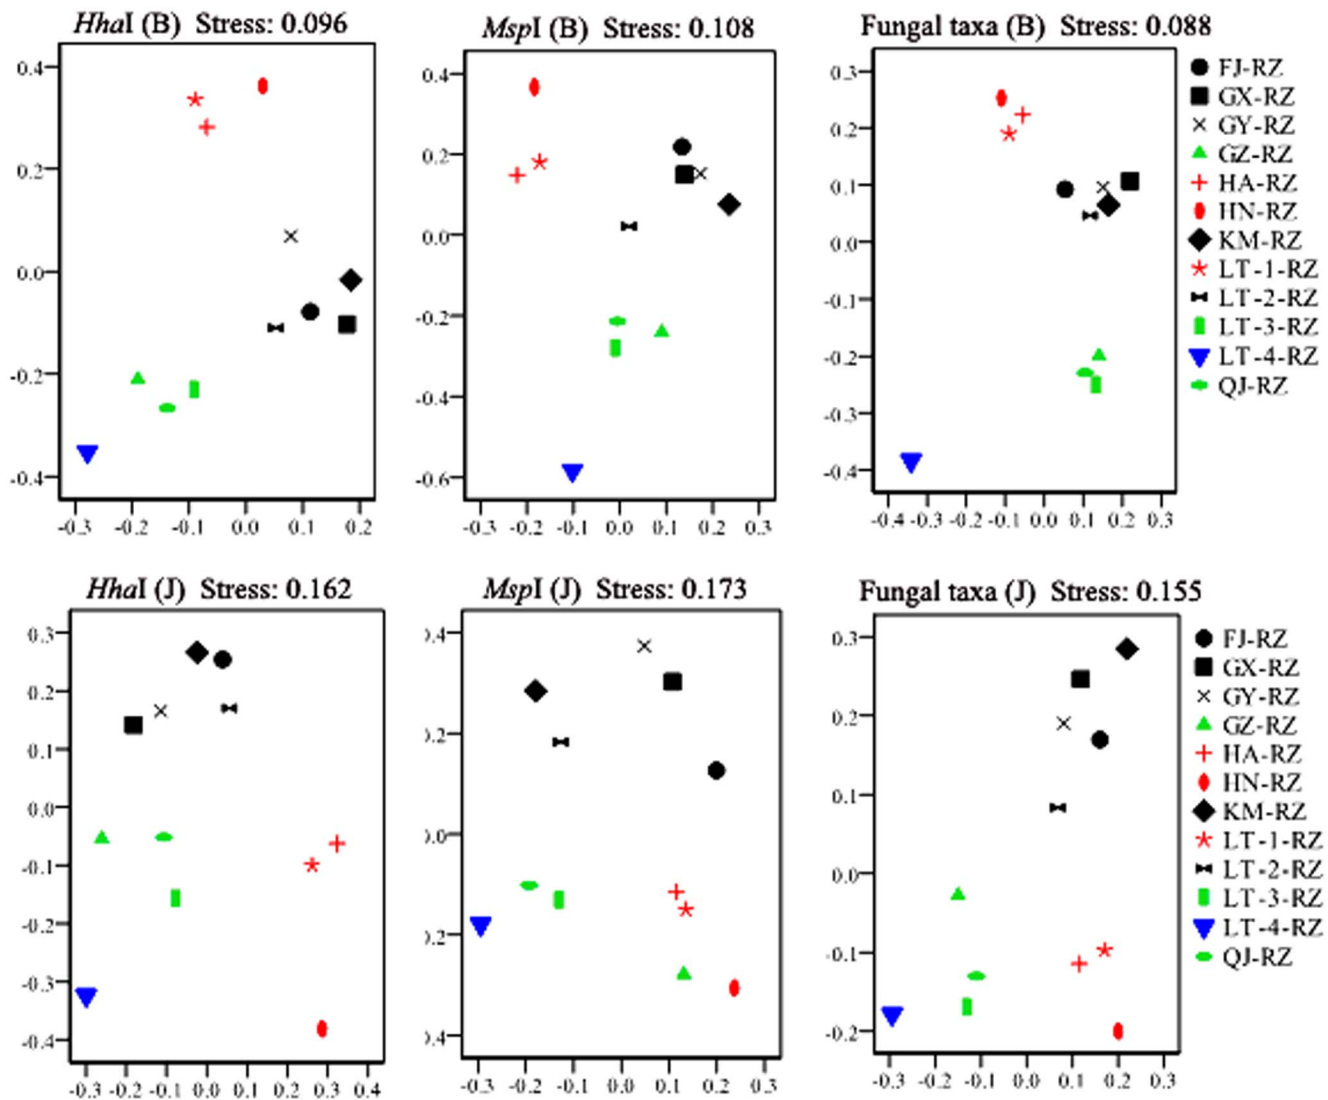 HhaI (B) Stress: 0.096
MspI (B) Stress: 0.108
Fungal taxa (B) Stress: 0.088
0.4
0.2
0.0
-0.2
-0.4
-0.3 -0.2 -0.1 0.0 0.1 0.2
0.4
0.2
0.0
-0.2
-0.4
-0.6
-0.3 -0.2 -0.1 0.0 0.1 0.2 0.3
0.3
0.2
0.1
0.0
-0.1
-0.2
-0.3
-0.4
-0.4 -0.3 -0.2 -0.1 0.0 0.1 0.2 0.3
FJ-RZ
GX-RZ
GY-RZ
GZ-RZ
HA-RZ
HN-RZ
KM-RZ
LT-1-RZ
LT-2-RZ
LT-3-RZ
LT-4-RZ
QJ-RZ
HhaI (J) Stress: 0.162
MspI (J) Stress: 0.173
Fungal taxa (J) Stress: 0.155
0.3
0.2
0.1
0.0
-0.1
-0.2
-0.3
-0.4
-0.3 -0.2 -0.1 0.0 0.1 0.2 0.3 0.4
0.4
0.2
0.0
0.2
0.4
-0.3 -0.2 -0.1 0.0 0.1 0.2 0.3
0.3
0.2
0.1
0.0
-0.1
-0.2
-0.3 -0.2 -0.1 0.0 0.1 0.2 0.3
FJ-RZ
GX-RZ
GY-RZ
GZ-RZ
HA-RZ
HN-RZ
KM-RZ
LT-1-RZ
LT-2-RZ
LT-3-RZ
LT-4-RZ
QJ-RZ